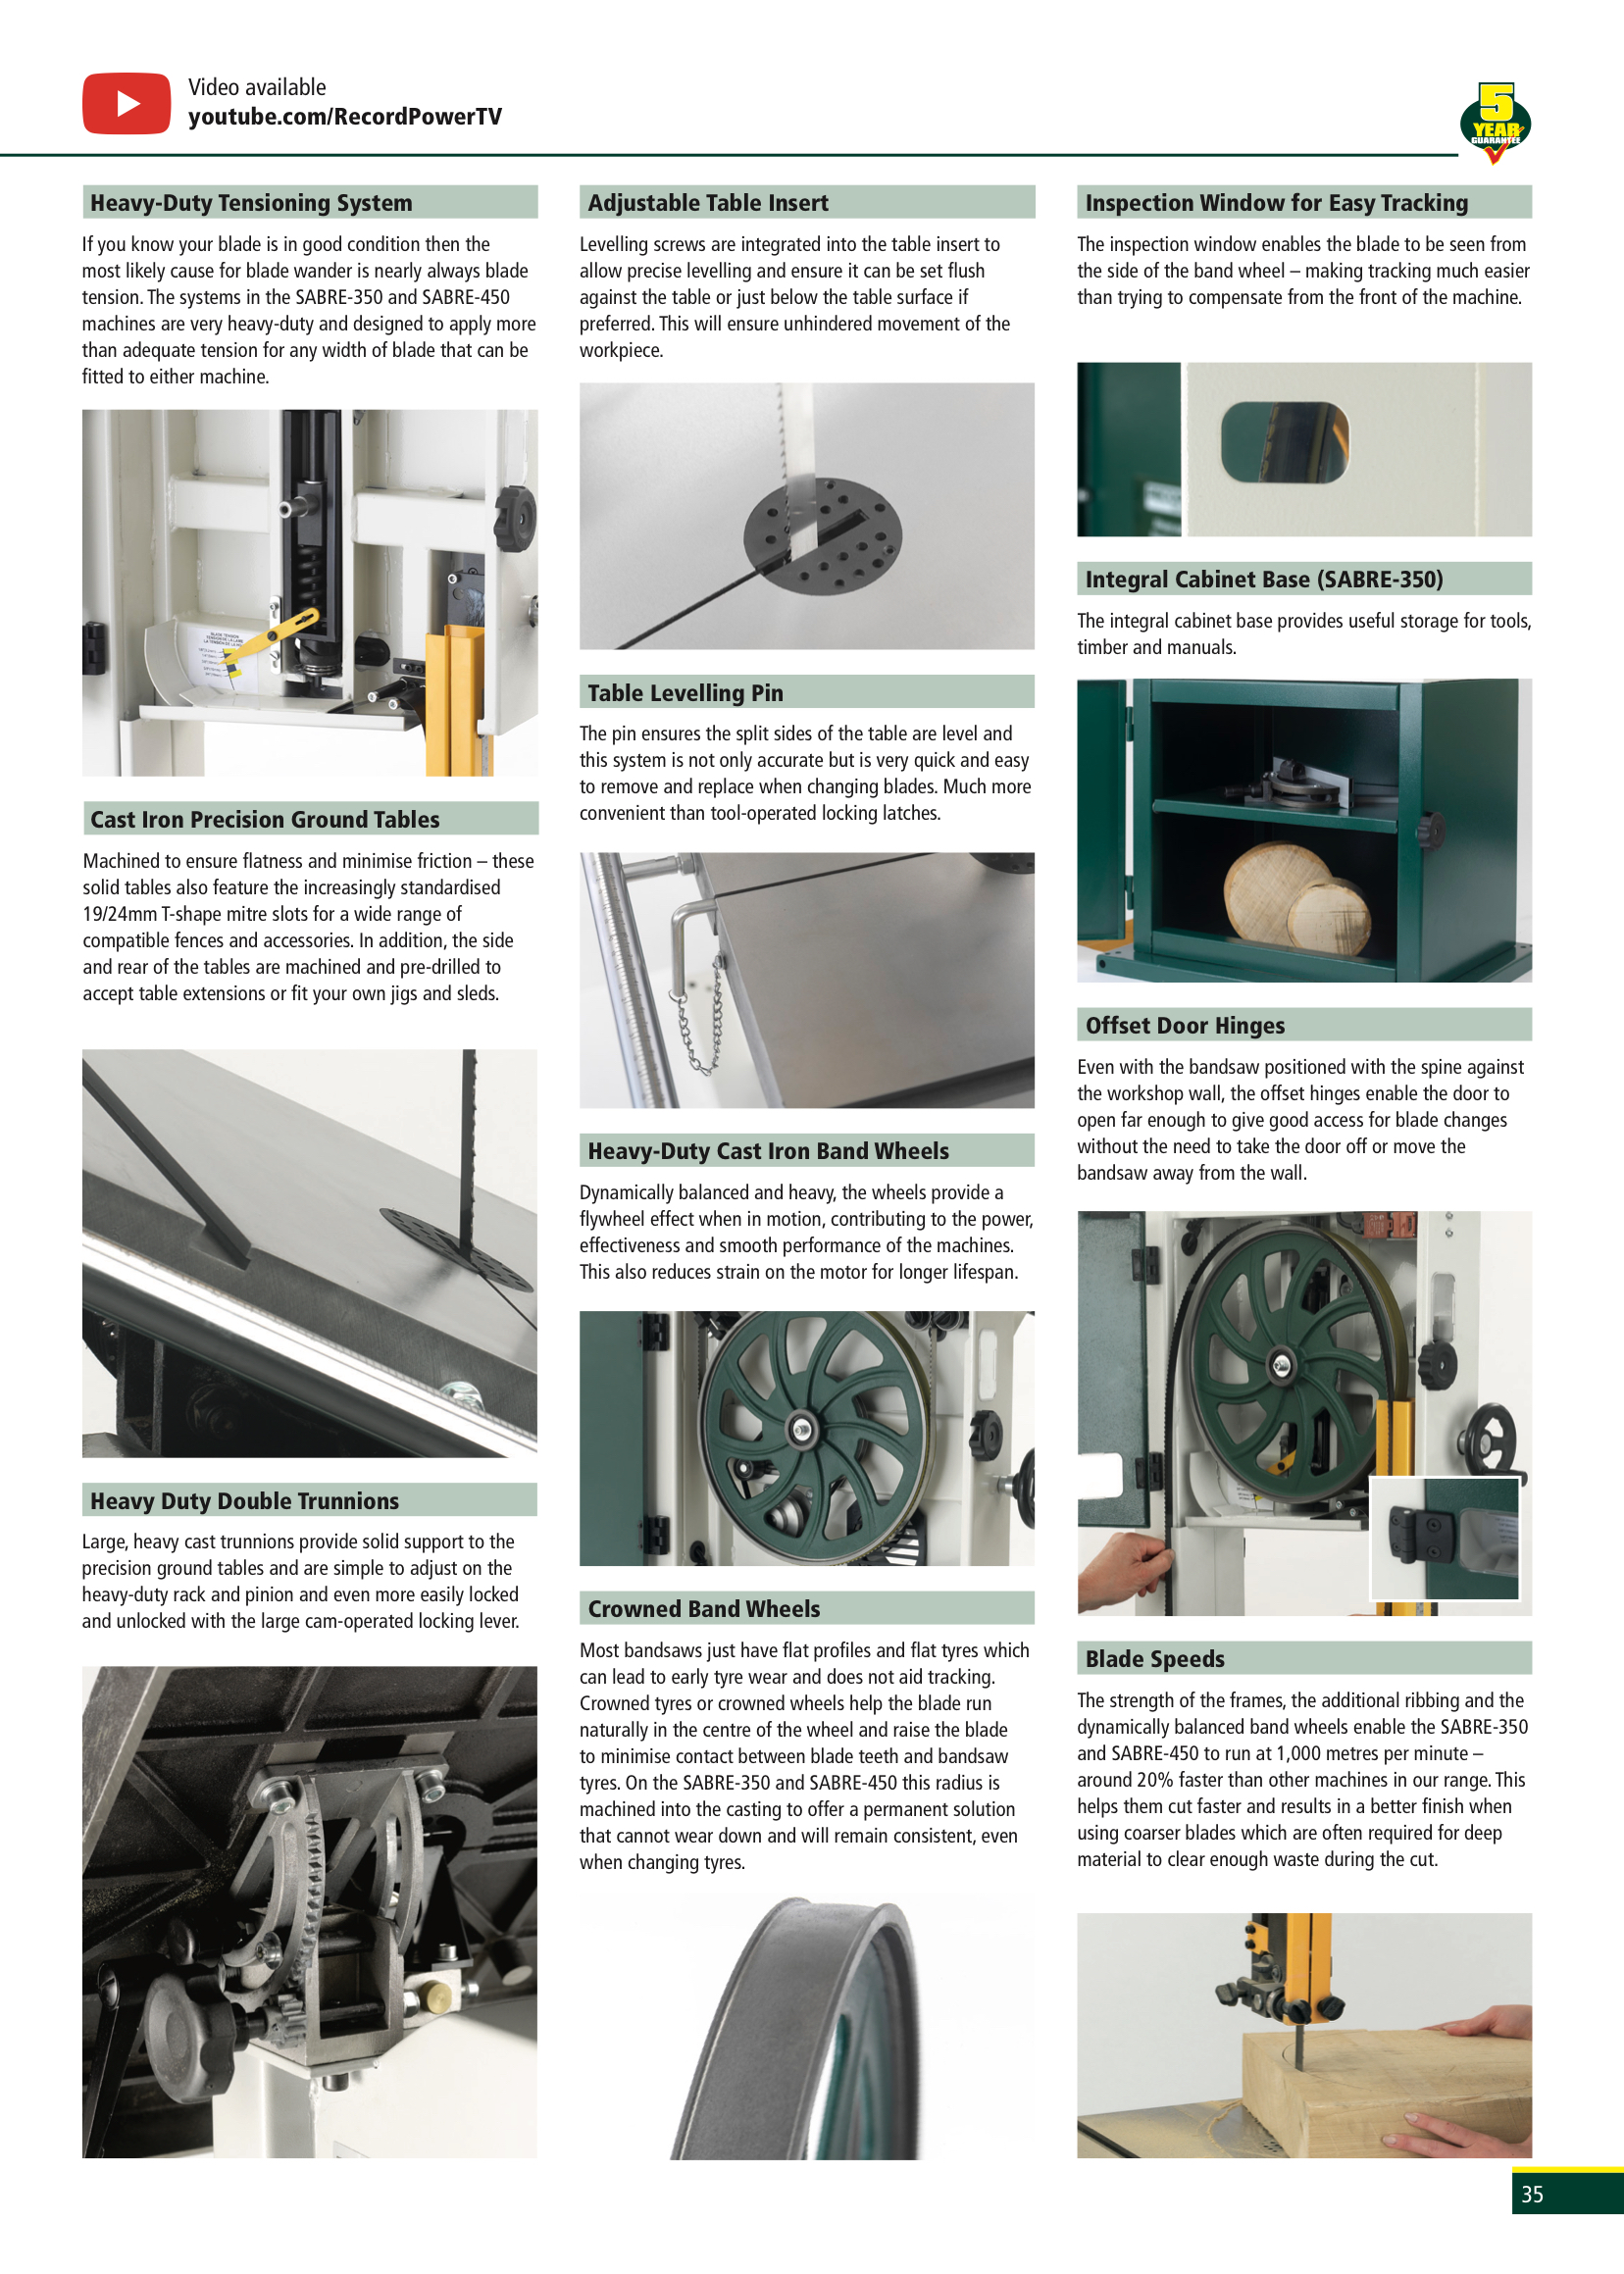 Video available
youtube.com/RecordPowerTV
5
YEAR
GUARANTEE
Heavy-Duty Tensioning System
If you know your blade is in good condition then the
most likely cause for blade wander is nearly always blade
tension. The systems in the SABRE-350 and SABRE-450
machines are very heavy-duty and designed to apply more
than adequate tension for any width of blade that can be
fitted to either machine.
BLADE TENSION
Cast Iron Precision Ground Tables
Machined to ensure flatness and minimise friction – these
solid tables also feature the increasingly standardised
19/24mm T-shape mitre slots for a wide range of
compatible fences and accessories. In addition, the side
and rear of the tables are machined and pre-drilled to
accept table extensions or fit your own jigs and sleds.
Heavy Duty Double Trunnions
Large, heavy cast trunnions provide solid support to the
precision ground tables and are simple to adjust on the
heavy-duty rack and pinion and even more easily locked
and unlocked with the large cam-operated locking lever.
Adjustable Table Insert
Levelling screws are integrated into the table insert to
allow precise levelling and ensure it can be set flush
against the table or just below the table surface if
preferred. This will ensure unhindered movement of the
workpiece.
Table Levelling Pin
The pin ensures the split sides of the table are level and
this system is not only accurate but is very quick and easy
to remove and replace when changing blades. Much more
convenient than tool-operated locking latches.
Heavy-Duty Cast Iron Band Wheels
Dynamically balanced and heavy, the wheels provide a
flywheel effect when in motion, contributing to the power,
effectiveness and smooth performance of the machines.
This also reduces strain on the motor for longer lifespan.
Crowned Band Wheels
Most bandsaws just have flat profiles and flat tyres which
can lead to early tyre wear and does not aid tracking.
Crowned tyres or crowned wheels help the blade run
naturally in the centre of the wheel and raise the blade
to minimise contact between blade teeth and bandsaw
tyres. On the SABRE-350 and SABRE-450 this radius is
machined into the casting to offer a permanent solution
that cannot wear down and will remain consistent, even
when changing tyres.
Inspection Window for Easy Tracking
The inspection window enables the blade to be seen from
the side of the band wheel – making tracking much easier
than trying to compensate from the front of the machine.
Integral Cabinet Base (SABRE-350)
The integral cabinet base provides useful storage for tools,
timber and manuals.
Offset Door Hinges
Even with the bandsaw positioned with the spine against
the workshop wall, the offset hinges enable the door to
open far enough to give good access for blade changes
without the need to take the door off or move the
bandsaw away from the wall.
Blade Speeds
The strength of the frames, the additional ribbing and the
dynamically balanced band wheels enable the SABRE-350
and SABRE-450 to run at 1,000 metres per minute –
around 20% faster than other machines in our range. This
helps them cut faster and results in a better finish when
using coarser blades which are often required for deep
material to clear enough waste during the cut.
35